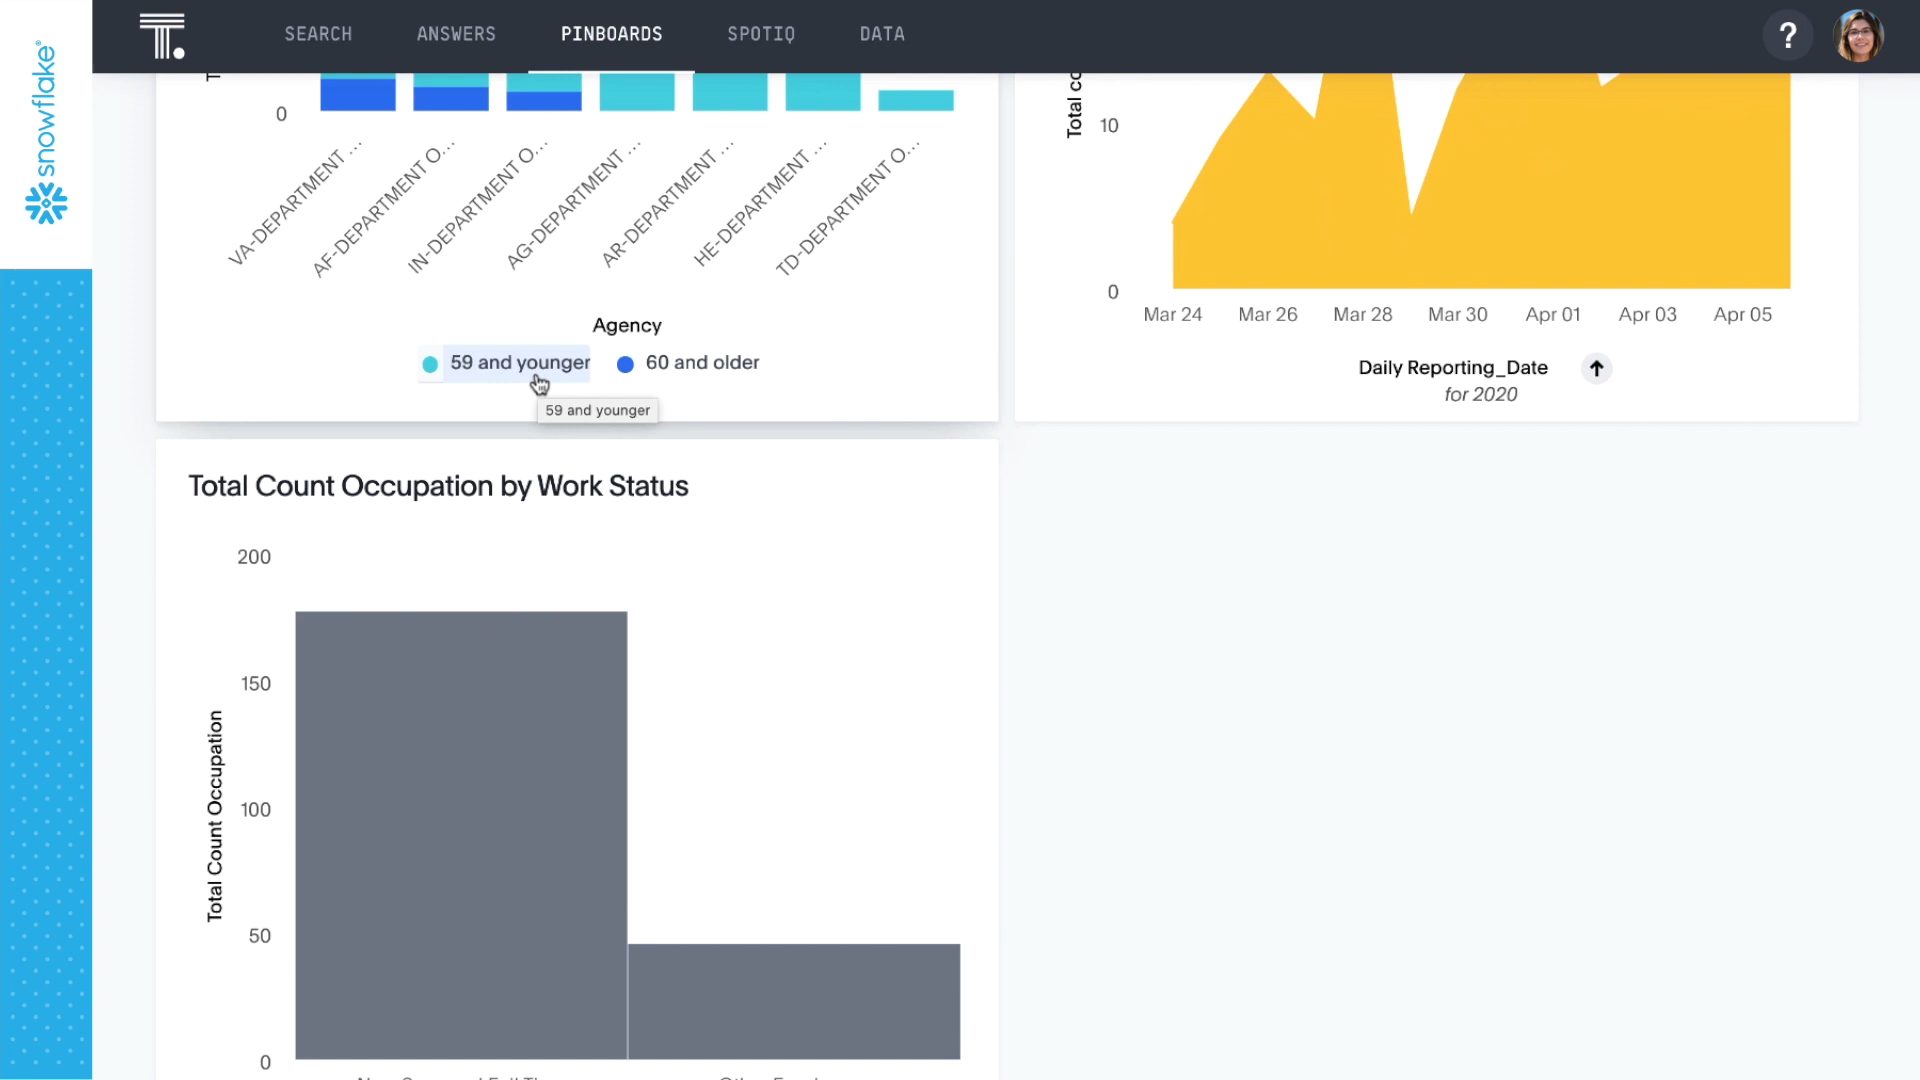 snowflake®
SEARCH
ANSWERS
PINBOARDS
SPOTIQ
DATA
?
0
VA-DEPARTMENT ...
AF-DEPARTMENT O...
IN-DEPARTMENT O...
AG-DEPARTMENT ...
AR-DEPARTMENT ...
HE-DEPARTMENT ...
TD-DEPARTMENT O...
Agency
59 and younger
60 and older
59 and younger
10
0
Mar 24
Mar 26
Mar 28
Mar 30
Apr 01
Apr 03
Apr 05
Daily Reporting_Date
for 2020
Total Count Occupation by Work Status
Total Count Occupation
200
150
100
50
0